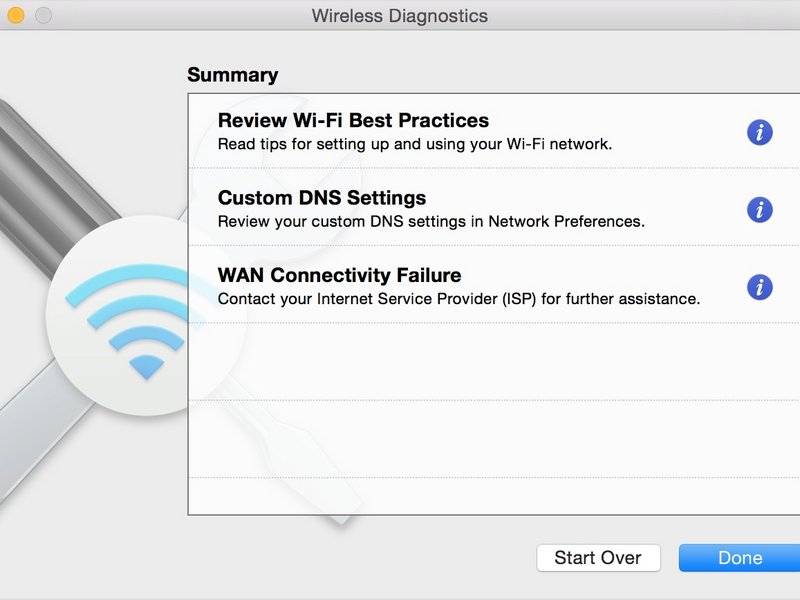 Wireless Diagnostics
Summary
Review Wi-Fi Best Practices
Read tips for setting up and using your Wi-Fi network.
Custom DNS Settings
Review your custom DNS settings in Network Preferences.
WAN Connectivity Failure
Contact your Internet Service Provider (ISP) for further assistance.
Start Over
Done